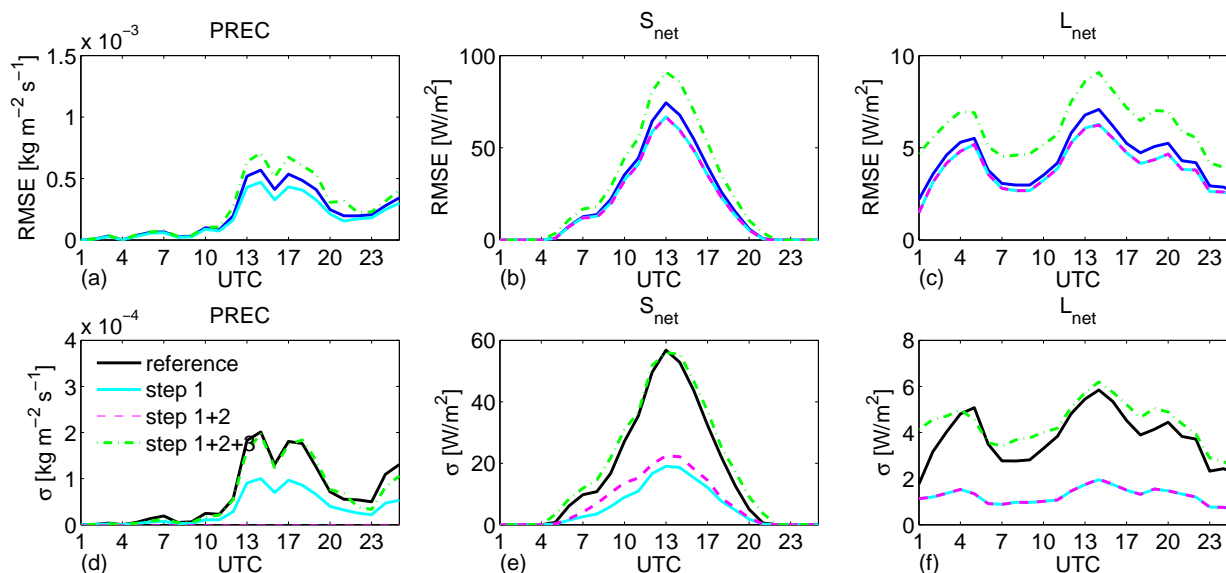 PREC
x 10⁻³
1.5
1
0.5
0
RMSE [kg m⁻² s⁻¹]
1 4 7 10 13 17 20 23
UTC
(a)
S_net
100
50
0
RMSE [W/m²]
1 4 7 10 13 17 20 23
UTC
(b)
L_net
10
5
0
RMSE [W/m²]
1 4 7 10 13 17 20 23
UTC
(c)
PREC
x 10⁻⁴
4
3
2
1
0
σ [kg m⁻² s⁻¹]
reference
step 1
step 1+2
step 1+2+3
1 4 7 10 13 17 20 23
UTC
(d)
S_net
60
40
20
0
σ [W/m²]
1 4 7 10 13 17 20 23
UTC
(e)
L_net
8
6
4
2
0
σ [W/m²]
1 4 7 10 13 17 20 23
UTC
(f)